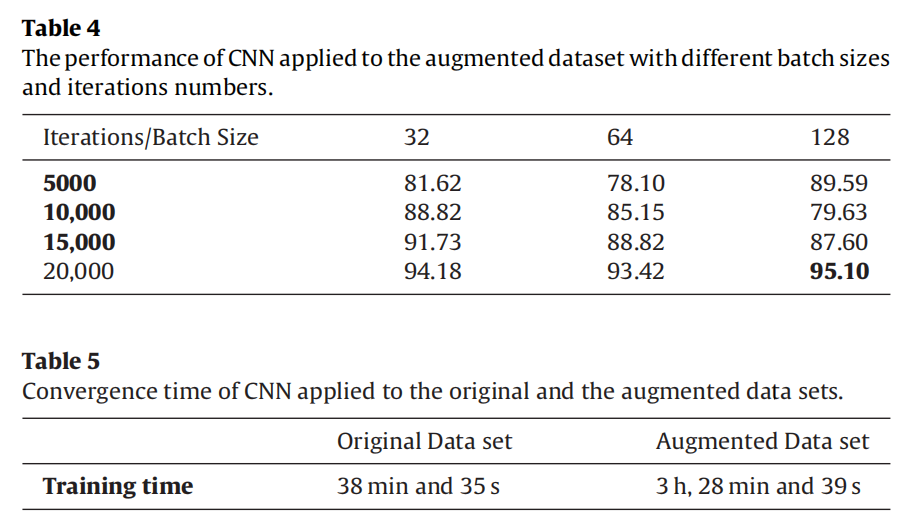 Table 4
The performance of CNN applied to the augmented dataset with different batch sizes
and iterations numbers.
Iterations/Batch Size 32 64 128
5000 81.62 78.10 89.59
10,000 88.82 85.15 79.63
15,000 91.73 88.82 87.60
20,000 94.18 93.42 95.10
Table 5
Convergence time of CNN applied to the original and the augmented data sets.
Original Data set Augmented Data set
Training time 38 min and 35 s 3 h, 28 min and 39 s